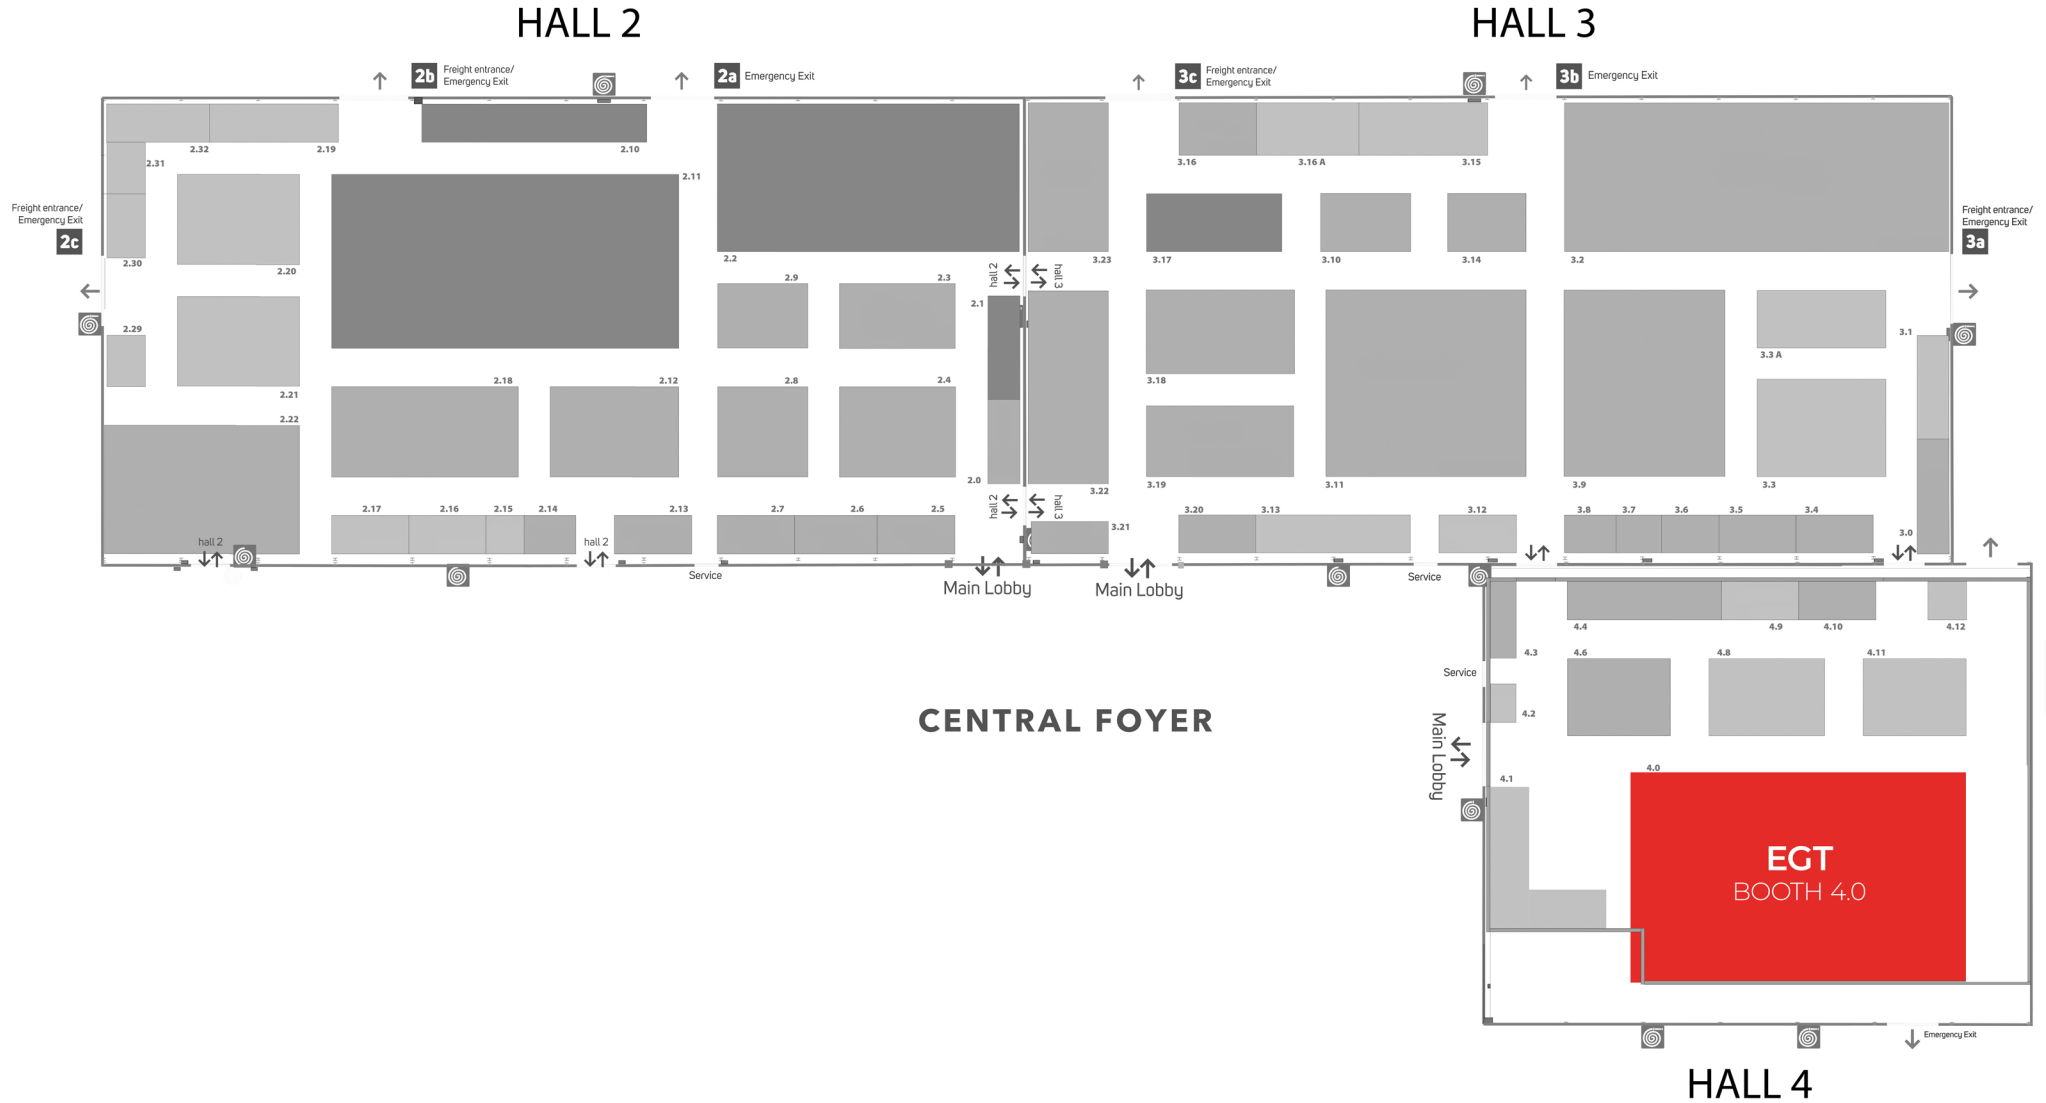 HALL 2
HALL 3
2b Freight entrance/
Emergency Exit
2a Emergency Exit
3c Freight entrance/
Emergency Exit
3b Emergency Exit
2.32
2.19
2.10
2.31
2.11
3.16
3.16 A
3.15
Freight entrance/
Emergency Exit
2c
Freight entrance/
Emergency Exit
3a
2.30
2.20
2.2
3.23
3.17
3.10
3.14
3.2
hall 2
hall 3
2.9
2.3
2.1
2.29
3.1
3.3 A
2.21
2.18
2.12
2.8
2.4
3.18
2.22
2.0
3.22
3.19
3.11
3.9
3.3
hall 2
hall 3
2.17
2.16
2.15
2.14
2.13
2.7
2.6
2.5
3.21
3.20
3.13
3.12
3.8
3.7
3.6
3.5
3.4
3.0
hall 2
hall 2
Service
Main Lobby
Main Lobby
Service
4.4
4.9
4.10
4.12
4.3
4.6
4.8
4.11
Service
4.2
CENTRAL FOYER
Main Lobby
4.1
4.0
EGT
BOOTH 4.0
Emergency Exit
HALL 4